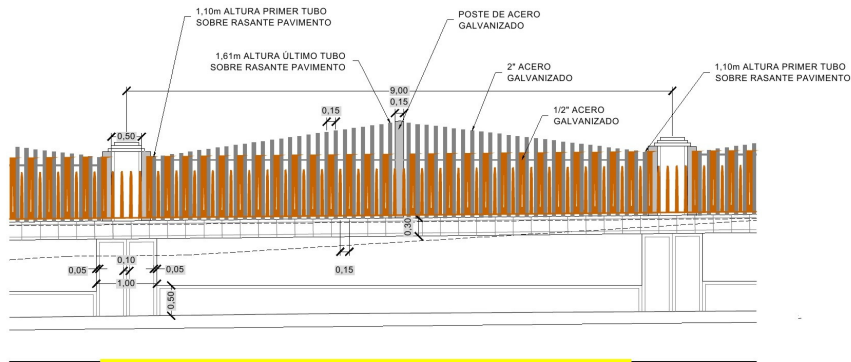 1,10m ALTURA PRIMER TUBO
SOBRE RASANTE PAVIMENTO
POSTE DE ACERO
GALVANIZADO
1,61m ALTURA ÚLTIMO TUBO
SOBRE RASANTE PAVIMENTO
2" ACERO
GALVANIZADO
1,10m ALTURA PRIMER TUBO
SOBRE RASANTE PAVIMENTO
9,00
0,15
0,15
1/2" ACERO
GALVANIZADO
0,50
0,30
0,10
0,05
0,05
0,15
1,00
0,50